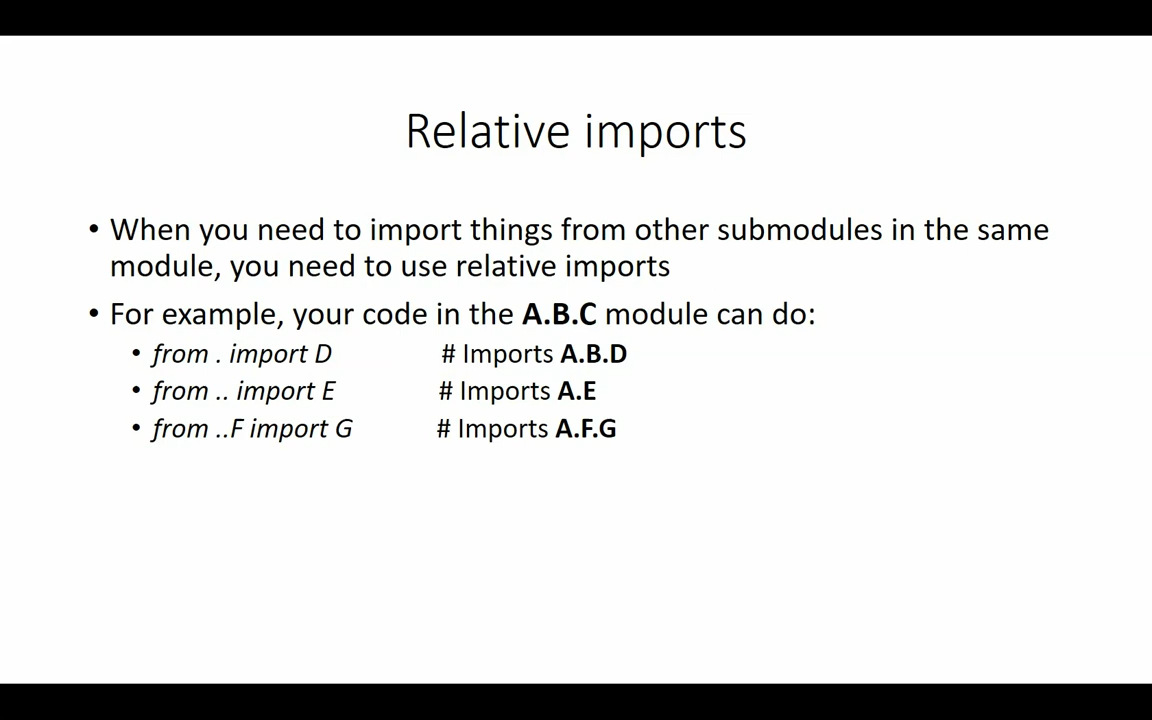 Relative imports
• When you need to import things from other submodules in the same
module, you need to use relative imports
• For example, your code in the A.B.C module can do:
• from . import D # Imports A.B.D
• from .. import E # Imports A.E
• from ..F import G # Imports A.F.G